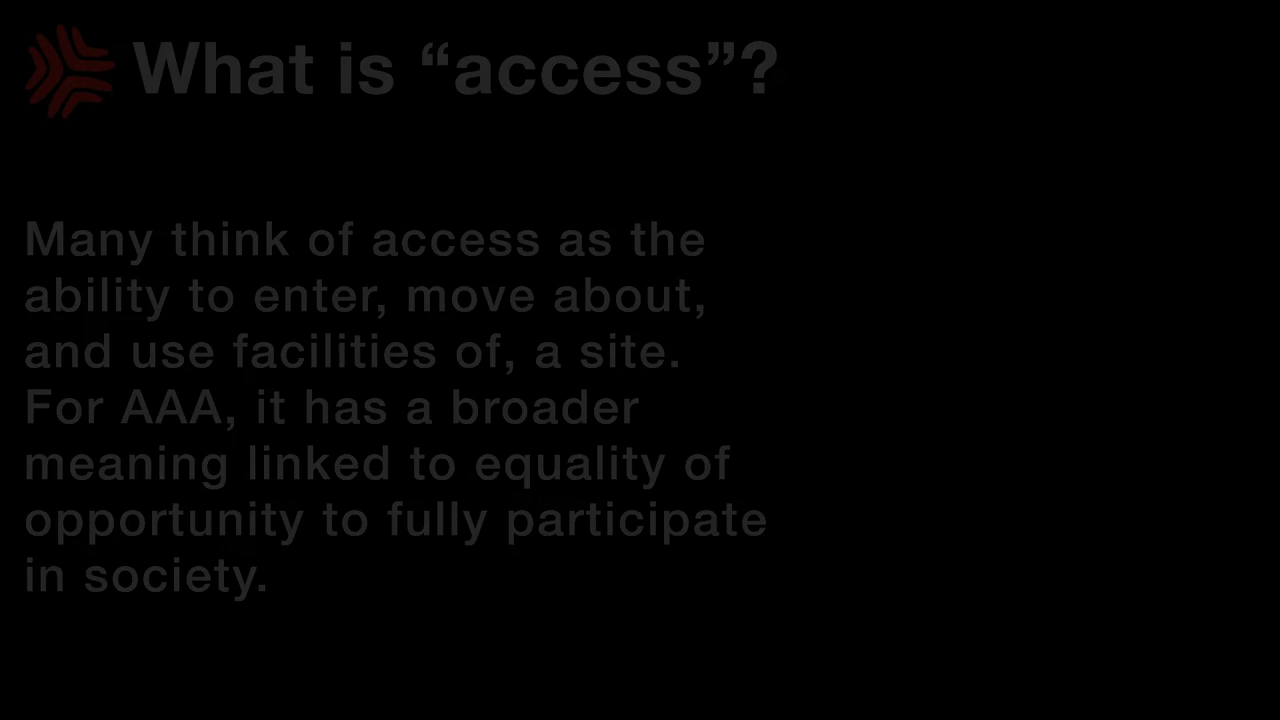 What is “access”?
Many think of access as the
ability to enter, move about,
and use facilities of, a site.
For AAA, it has a broader
meaning linked to equality of
opportunity to fully participate
in society.